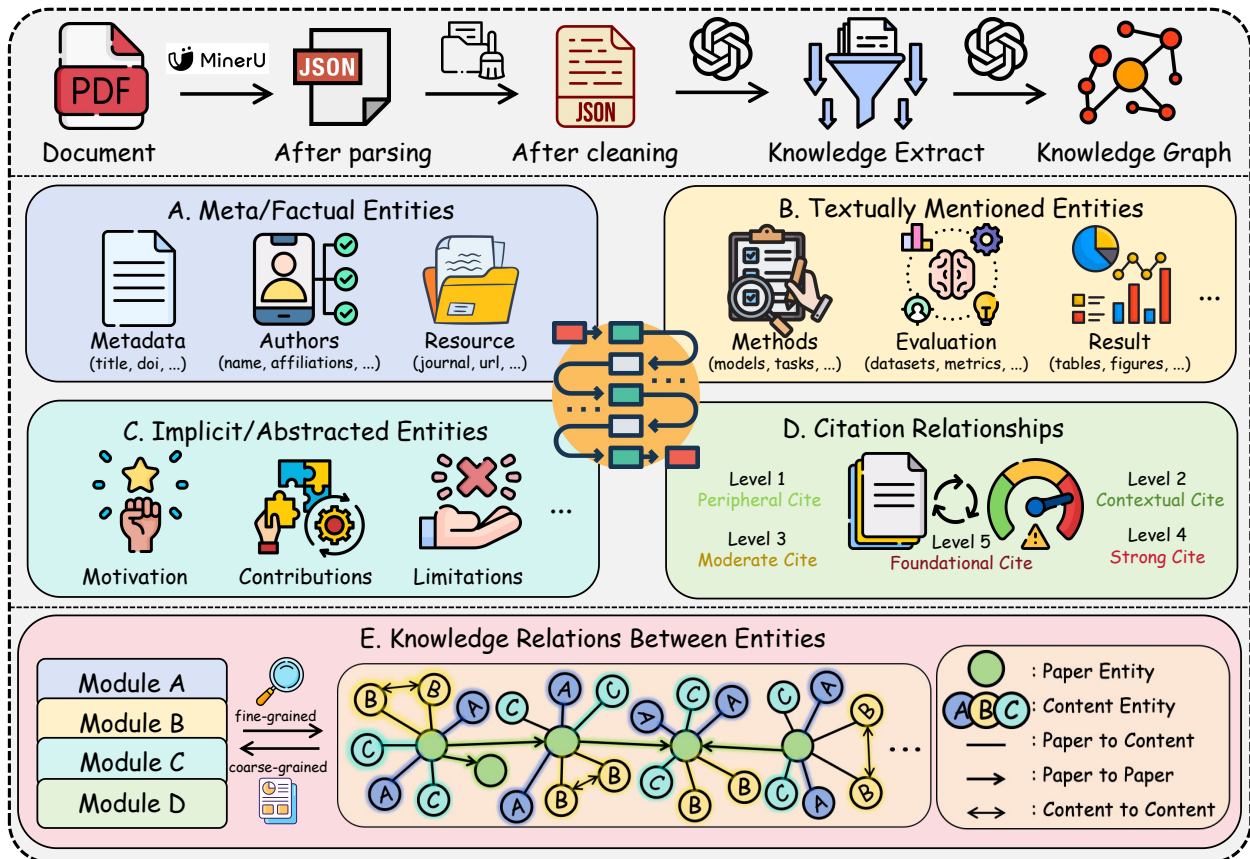 PDF
MinerU
JSON
JSON
Document
After parsing
After cleaning
Knowledge Extract
Knowledge Graph
A. Meta/Factual Entities
Metadata
(title, doi, ...)
Authors
(name, affiliations, ...)
Resource
(journal, url, ...)
B. Textually Mentioned Entities
Methods
(models, tasks, ...)
Evaluation
(datasets, metrics, ...)
Result
(tables, figures, ...)
...
C. Implicit/Abstracted Entities
Motivation
Contributions
Limitations
...
D. Citation Relationships
Level 1
Peripheral Cite
Level 2
Contextual Cite
Level 3
Moderate Cite
Level 5
Foundational Cite
Level 4
Strong Cite
E. Knowledge Relations Between Entities
Module A
Module B
Module C
Module D
fine-grained
coarse-grained
B
B
A
C
A
C
C
A
C
A
B
B
C
A
A
C
B
B
C
A
B
C
A
B
...
: Paper Entity
A B C
: Content Entity
: Paper to Content
: Paper to Paper
: Content to Content